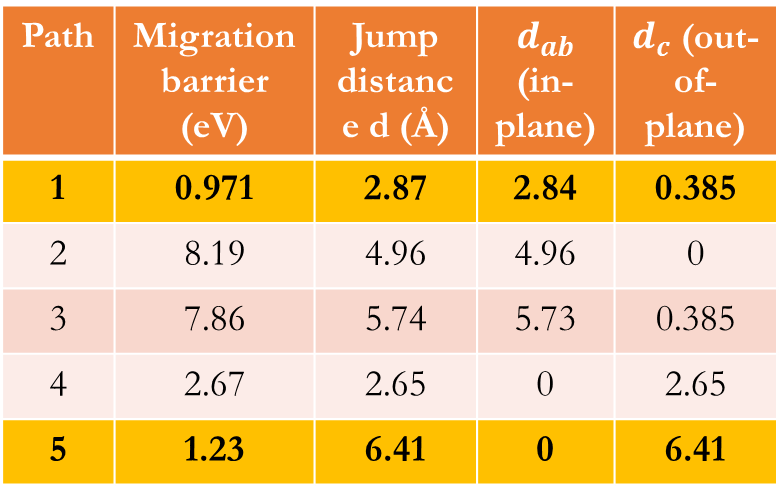 Path Migration barrier (eV) Jump distanc e d (Å) d_ab (in-plane) d_c (out-of-plane)
1 0.971 2.87 2.84 0.385
2 8.19 4.96 4.96 0
3 7.86 5.74 5.73 0.385
4 2.67 2.65 0 2.65
5 1.23 6.41 0 6.41